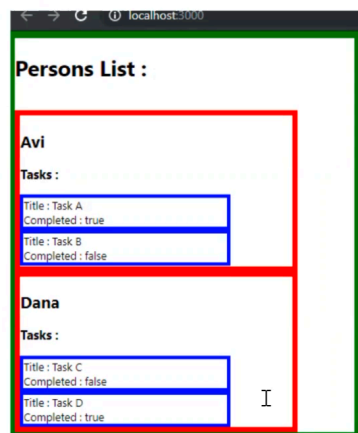 localhost:3000
Persons List :
Avi
Tasks :
Title : Task A
Completed : true
Title : Task B
Completed : false
Dana
Tasks :
Title : Task C
Completed : false
Title : Task D
Completed : true